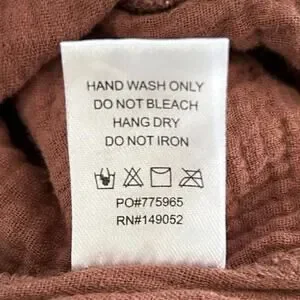 HAND WASH ONLY
DO NOT BLEACH
HANG DRY
DO NOT IRON
PO#775965
RN#149052